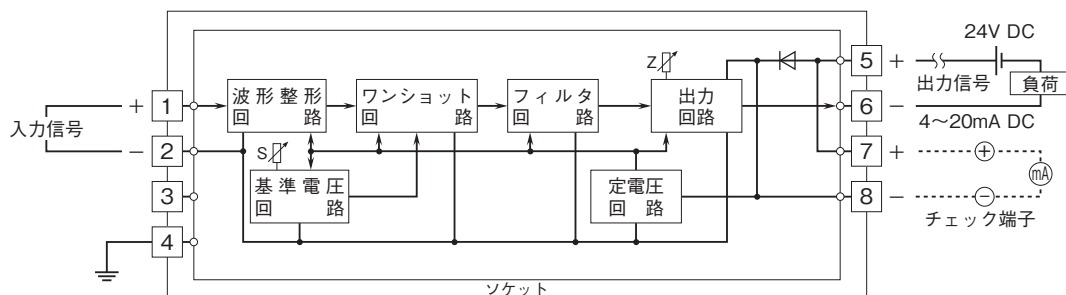 24V DC
5 + 出力信号 負荷
Z
1 + 波形整形回路 ワンショット回路 フィルタ回路 出力回路 6 −
入力信号
4〜20mA DC
2 − S 7 + +
mA
3 基準電圧回路 定電圧回路 8 − −
チェック端子
4
ソケット